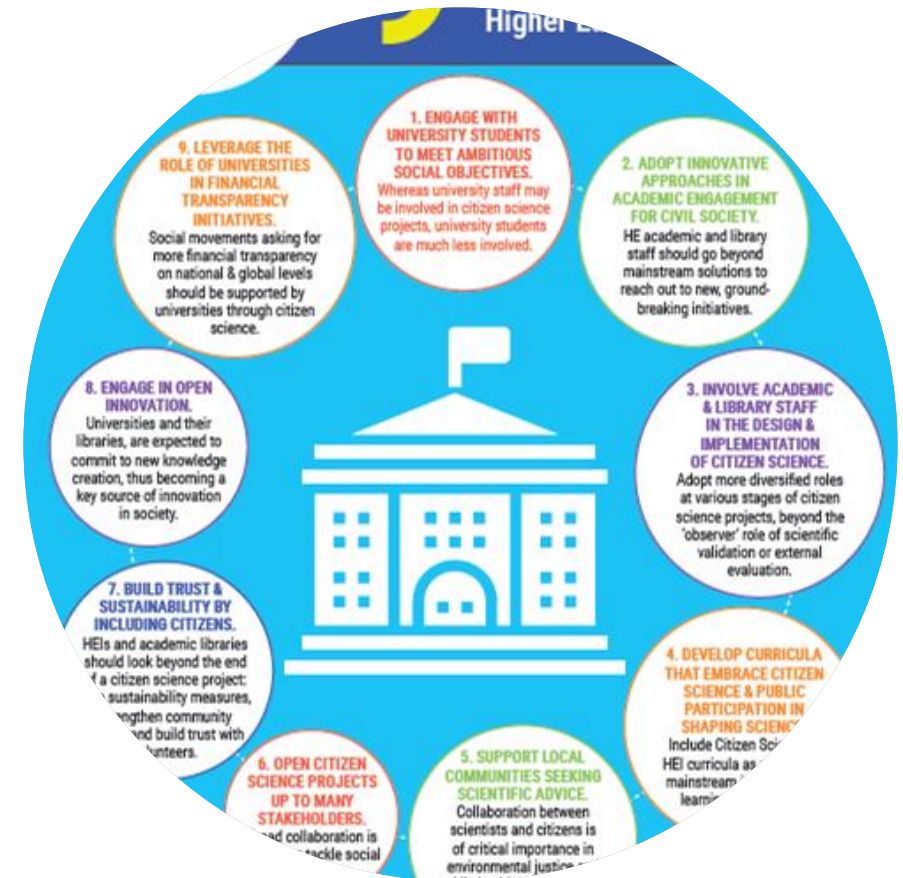 Higher
1. ENGAGE WITH
UNIVERSITY STUDENTS
TO MEET AMBITIOUS
SOCIAL OBJECTIVES.
Whereas university staff may
be involved in citizen science
projects, university students
are much less involved.
2. ADOPT INNOVATIVE
APPROACHES IN
ACADEMIC ENGAGEMENT
FOR CIVIL SOCIETY.
HE academic and library
staff should go beyond
mainstream solutions to
reach out to new, ground-
breaking initiatives.
3. INVOLVE ACADEMIC
& LIBRARY STAFF
IN THE DESIGN &
IMPLEMENTATION
OF CITIZEN SCIENCE.
Adopt more diversified roles
at various stages of citizen
science projects, beyond the
'observer' role of scientific
validation or external
evaluation.
4. DEVELOP CURRICULA
THAT EMBRACE CITIZEN
SCIENCE & PUBLIC
PARTICIPATION IN
SHAPING
Include Citizen
HEI curricula as
mainstream
5. SUPPORT LOCAL
COMMUNITIES SEEKING
SCIENTIFIC ADVICE.
Collaboration between
scientists and citizens is
of critical importance in
environmental justice
6. OPEN CITIZEN
SCIENCE PROJECTS
UP TO MANY
STAKEHOLDERS.
collaboration is
tackle social
7. BUILD TRUST &
SUSTAINABILITY BY
INCLUDING CITIZENS.
HEIs and academic libraries
should look beyond the end
a citizen science project:
sustainability measures,
community
and build trust with
8. ENGAGE IN OPEN
INNOVATION.
Universities and their
libraries, are expected to
commit to new knowledge
creation, thus becoming a
key source of innovation
in society.
9. LEVERAGE THE
ROLE OF UNIVERSITIES
IN FINANCIAL
TRANSPARENCY
INITIATIVES.
Social movements asking for
more financial transparency
on national & global levels
should be supported by
universities through citizen
science.